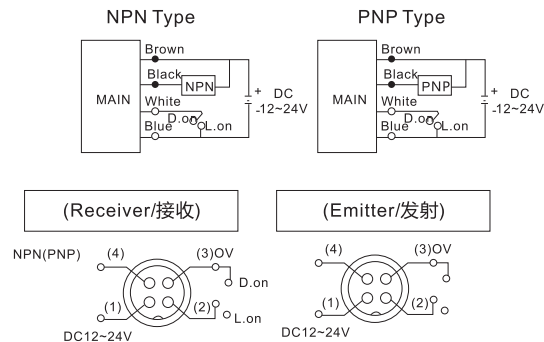 NPN Type
PNP Type
Brown
Black
NPN
MAIN
White
D.on
L.on
Blue
+ DC
-12~24V
Brown
Black
PNP
MAIN
White
D.on
L.on
Blue
+ DC
-12~24V
(Receiver/接收)
(Emitter/发射)
NPN(PNP) (4) (3)OV
D.on
(1) (2)
L.on
DC12~24V
(4) (3)OV
(1) (2)
DC12~24V